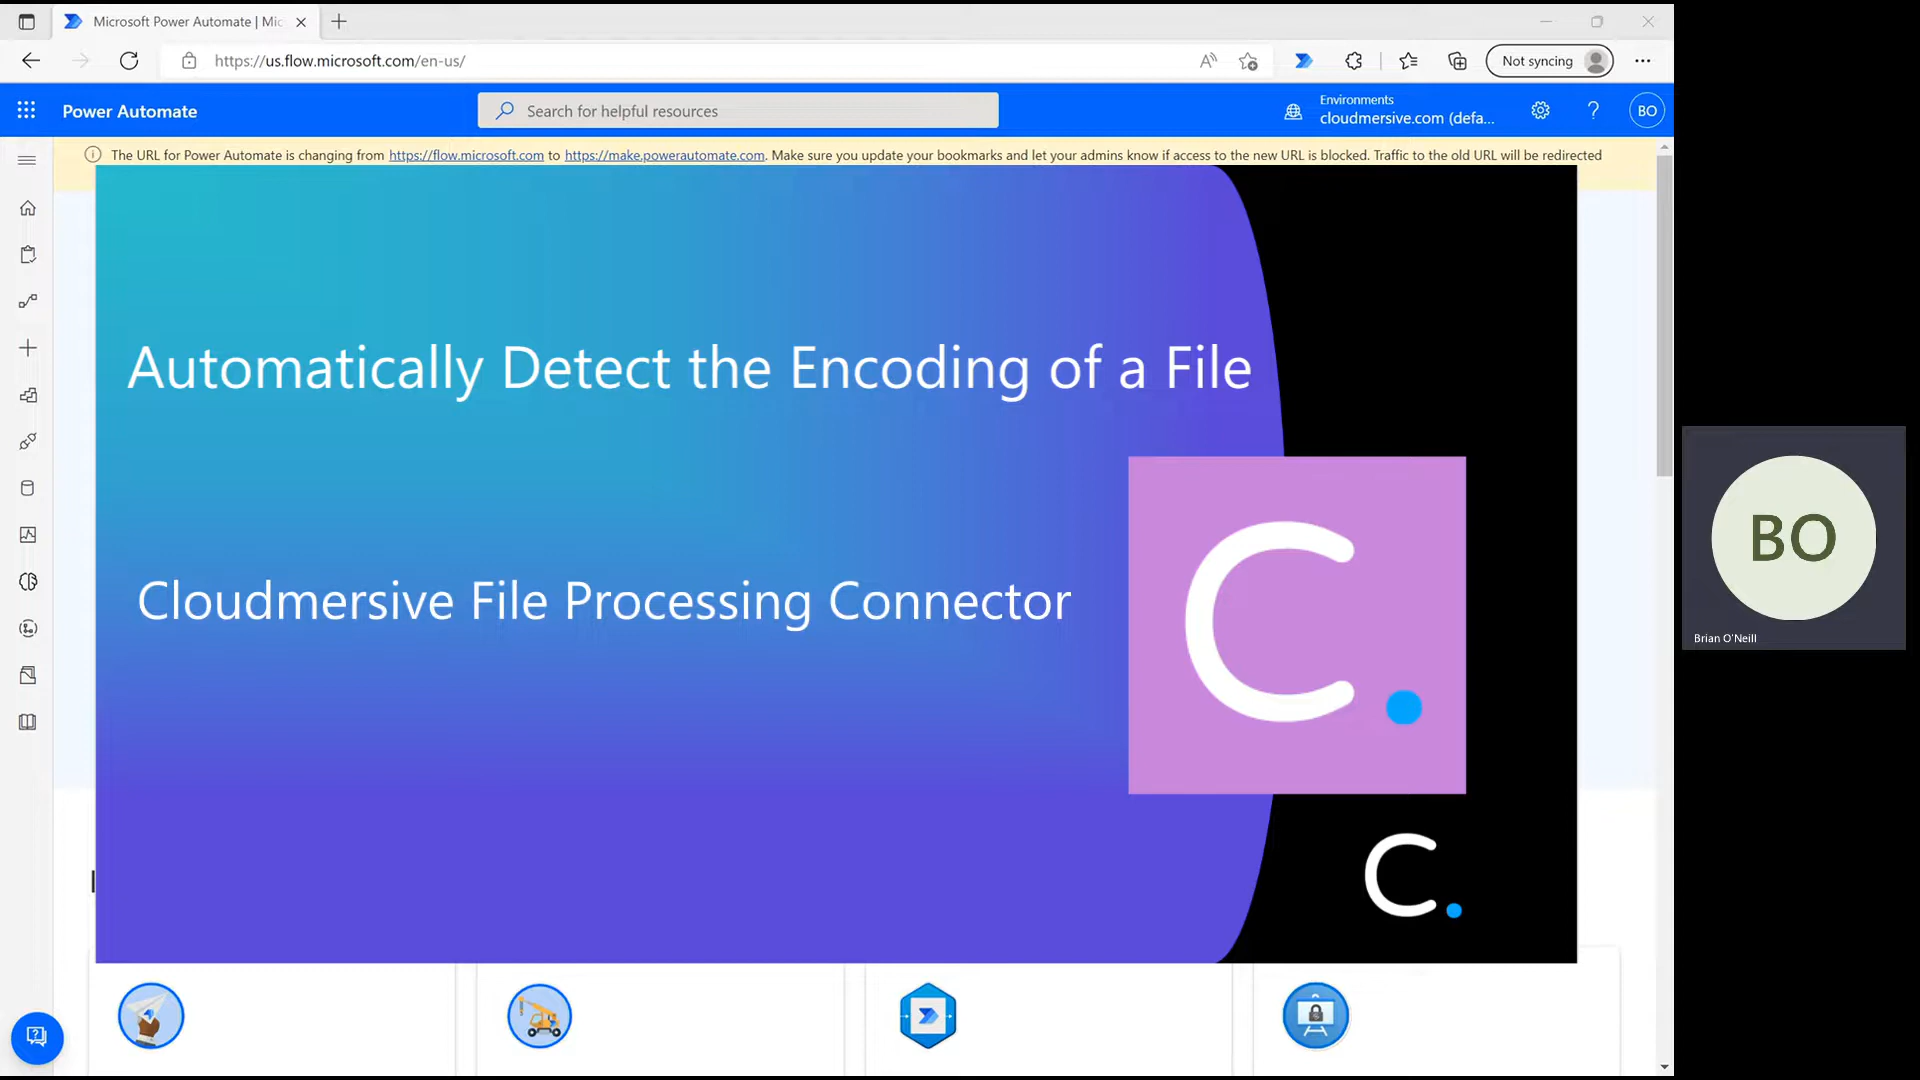 Microsoft Power Automate | Mic
https://us.flow.microsoft.com/en-us/
Not syncing
Power Automate
Search for helpful resources
Environments
cloudmersive.com (defa...
BO
The URL for Power Automate is changing from https://flow.microsoft.com to https://make.powerautomate.com. Make sure you update your bookmarks and let your admins know if access to the new URL is blocked. Traffic to the old URL will be redirected
Automatically Detect the Encoding of a File
Cloudmersive File Processing Connector
C.
C.
BO
Brian O'Neill